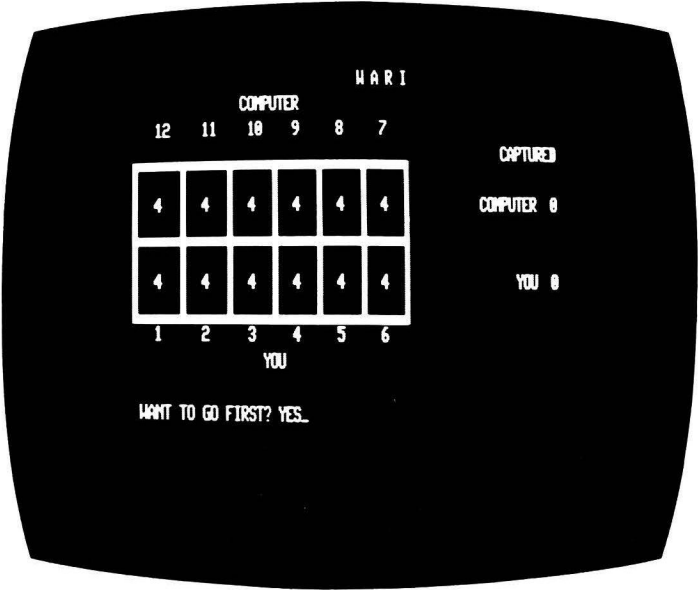 WARI
COMPUTER
12 11 10 9 8 7
CAPTURED
4 4 4 4 4 4
COMPUTER 0
4 4 4 4 4 4
YOU 0
1 2 3 4 5 6
YOU
WANT TO GO FIRST? YES_